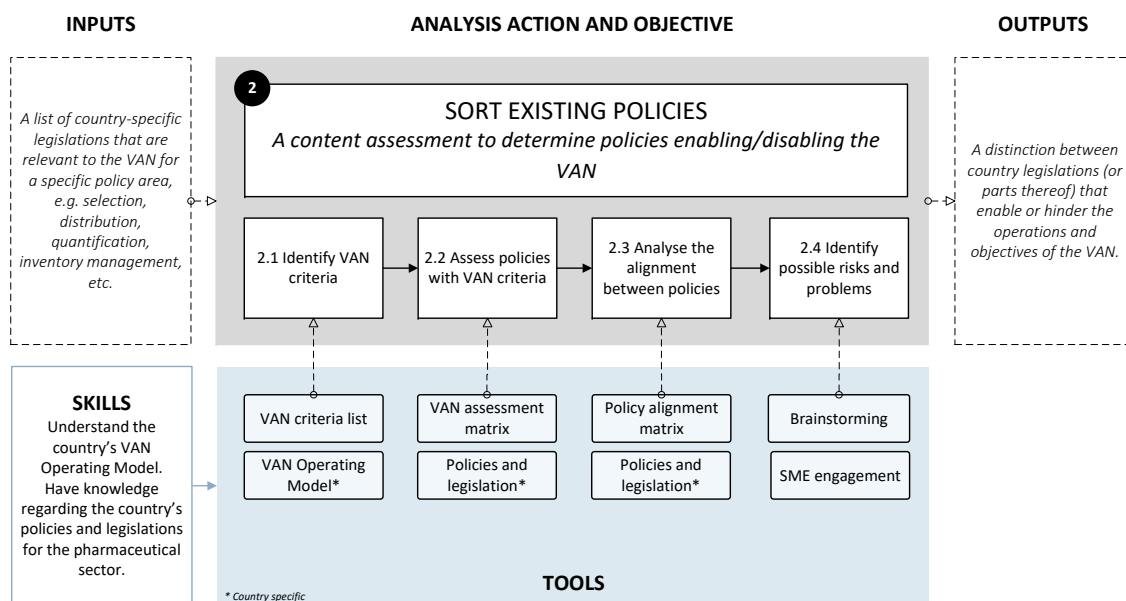 INPUTS
ANALYSIS ACTION AND OBJECTIVE
OUTPUTS
A list of country-specific
legislations that are
relevant to the VAN for
a specific policy area,
e.g. selection,
distribution,
quantification,
inventory management,
etc.
2
SORT EXISTING POLICIES
A content assessment to determine policies enabling/disabling the
VAN
2.1 Identify VAN
criteria
2.2 Assess policies
with VAN criteria
2.3 Analyse the
alignment
between policies
2.4 Identify
possible risks and
problems
A distinction between
country legislations (or
parts thereof) that
enable or hinder the
operations and
objectives of the VAN.
SKILLS
Understand the
country's VAN
Operating Model.
Have knowledge
regarding the country's
policies and legislations
for the pharmaceutical
sector.
VAN criteria list
VAN Operating
Model*
VAN assessment
matrix
Policies and
legislation*
Policy alignment
matrix
Policies and
legislation*
Brainstorming
SME engagement
TOOLS
* Country specific